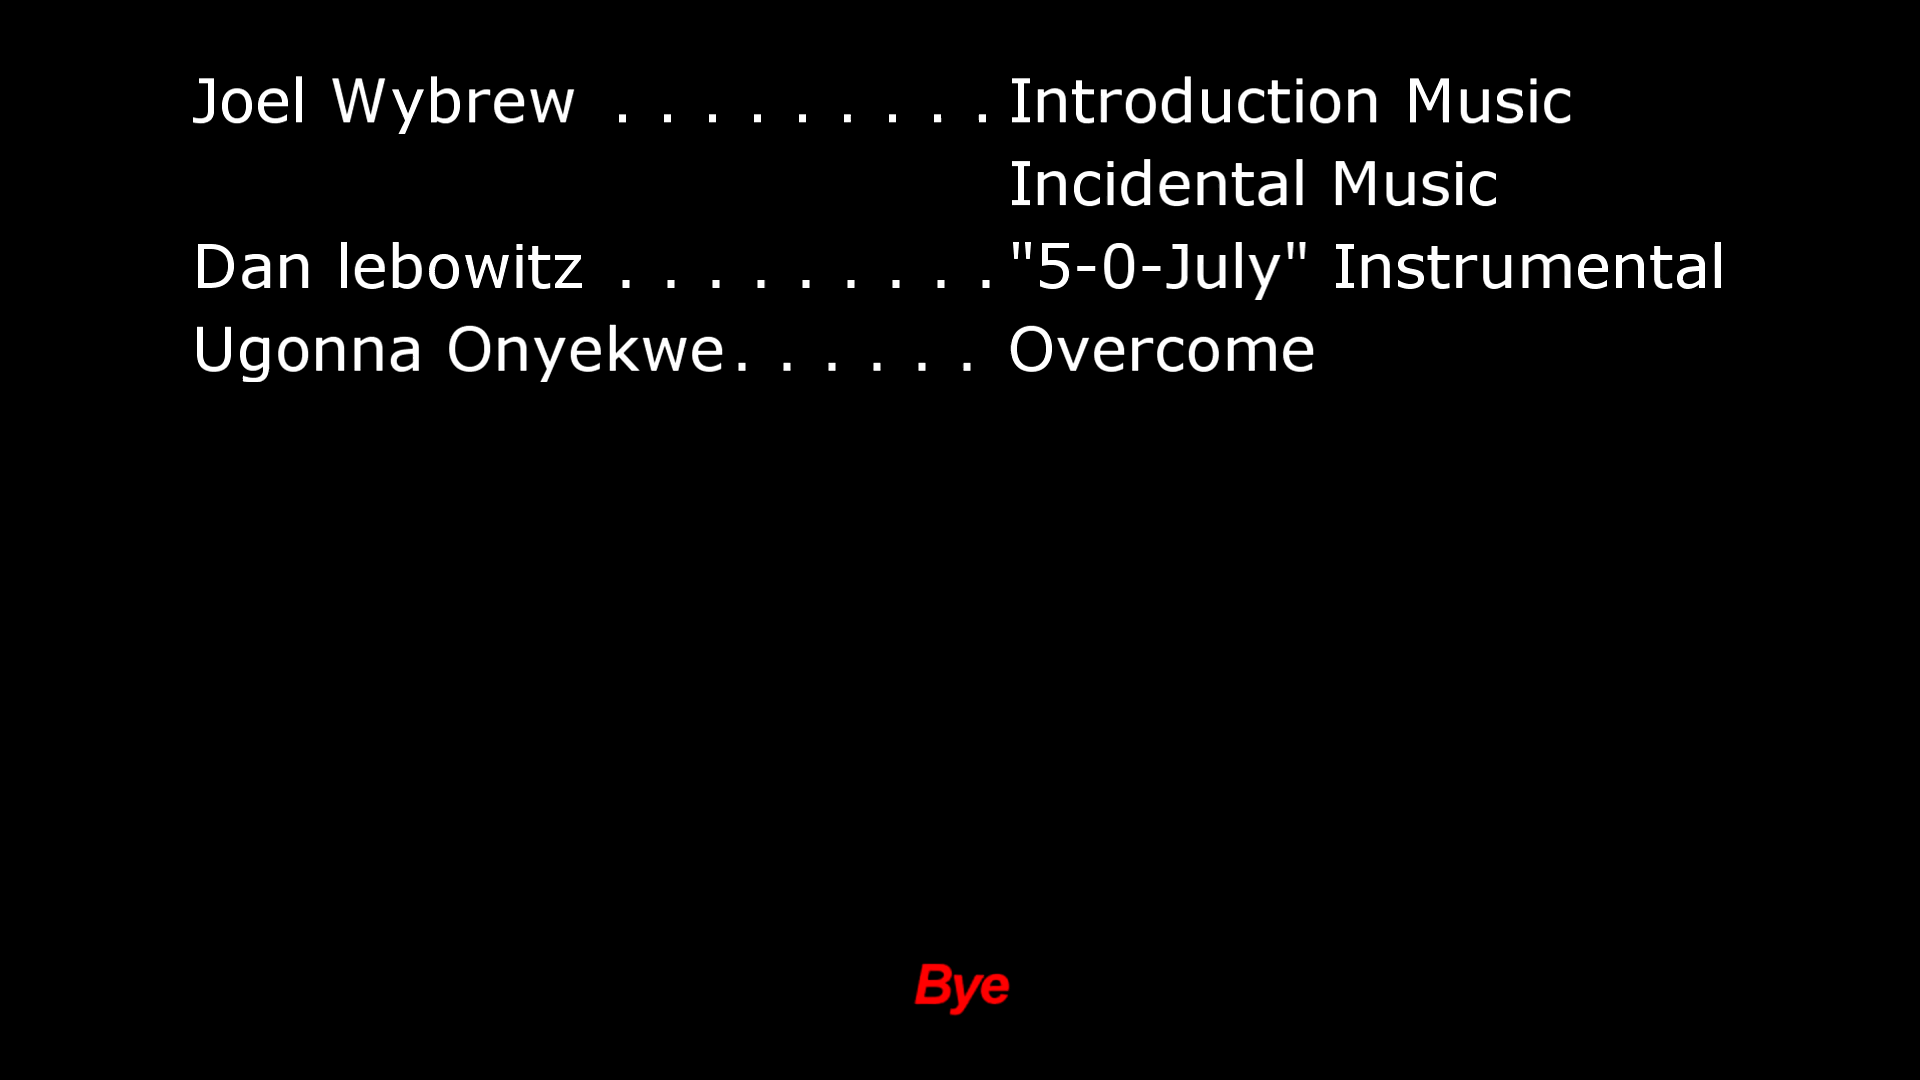 Joel Wybrew . . . . . . . . . Introduction Music
Incidental Music
Dan lebowitz . . . . . . . . . "5-0-July" Instrumental
Ugonna Onyekwe . . . . . . Overcome
Bye